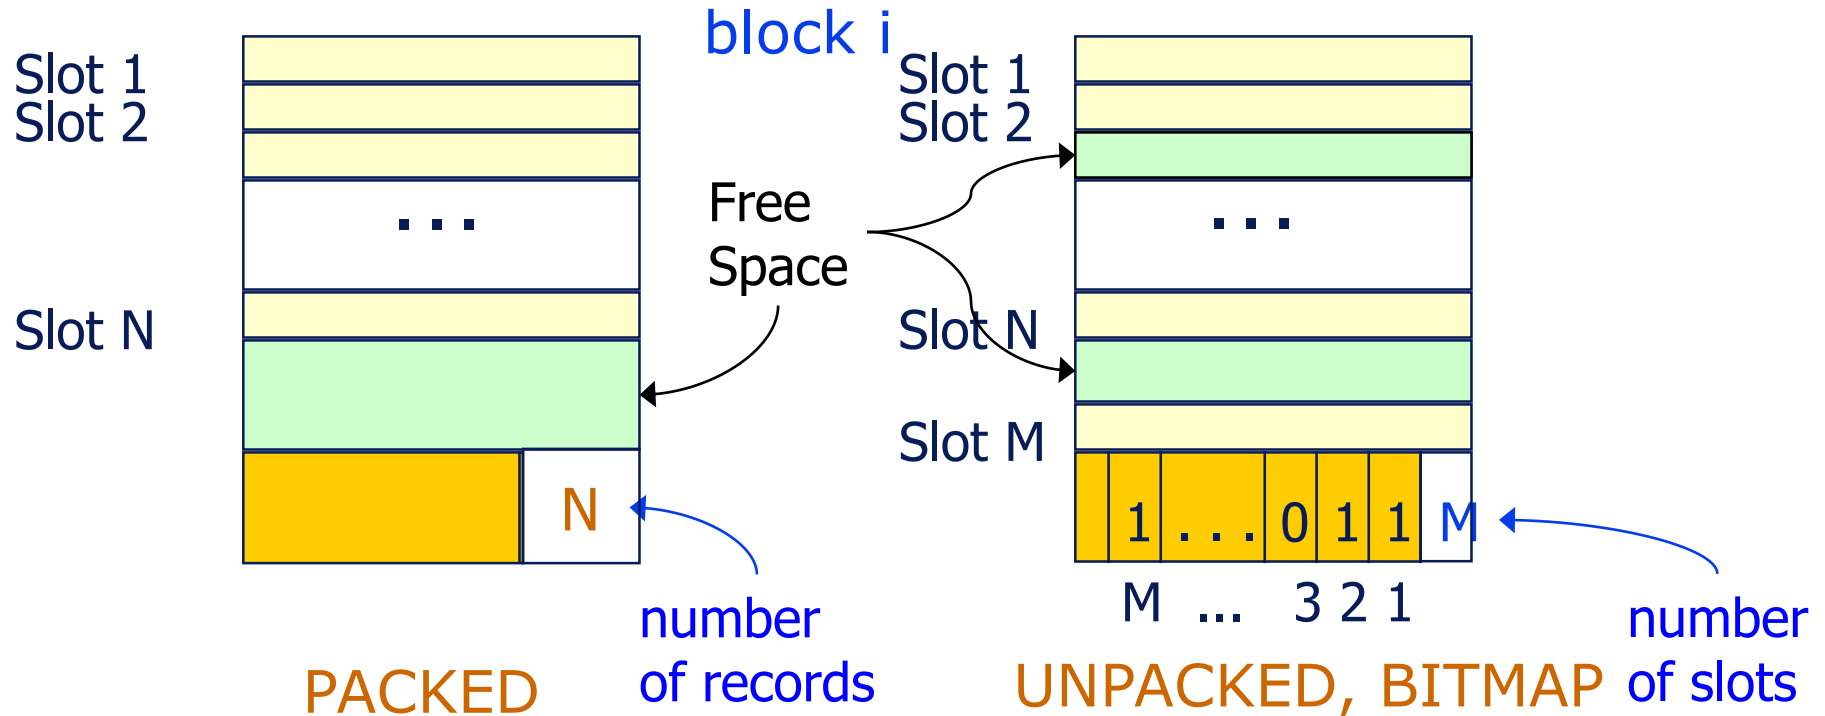 block i
Slot 1
Slot 2
...
Slot N
N
number
of records
PACKED
Free
Space
Slot 1
Slot 2
...
Slot N
Slot M
1 ... 0 1 1 M
M ... 3 2 1
number
of slots
UNPACKED, BITMAP